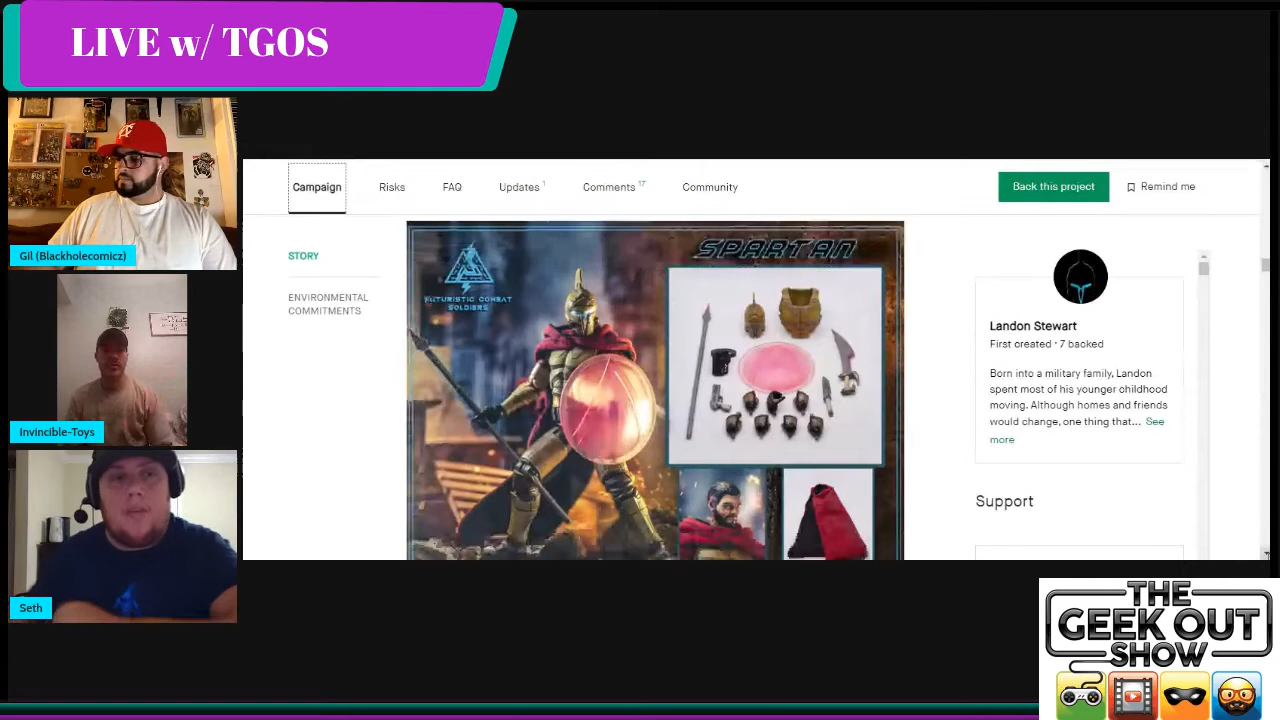 LIVE w/ TGOS
Gil (Blackholecomicz)
Invincible-Toys
Seth
Campaign
Risks
FAQ
Updates 1
Comments 17
Community
Back this project
Remind me
STORY
ENVIRONMENTAL
COMMITMENTS
FUTURISTIC COMBAT
SOLDIERS
SPARTAN
Landon Stewart
First created · 7 backed
Born into a military family, Landon
spent most of his younger childhood
moving. Although homes and friends
would change, one thing that... See
more
Support
THE
GEEK OUT
SHOW